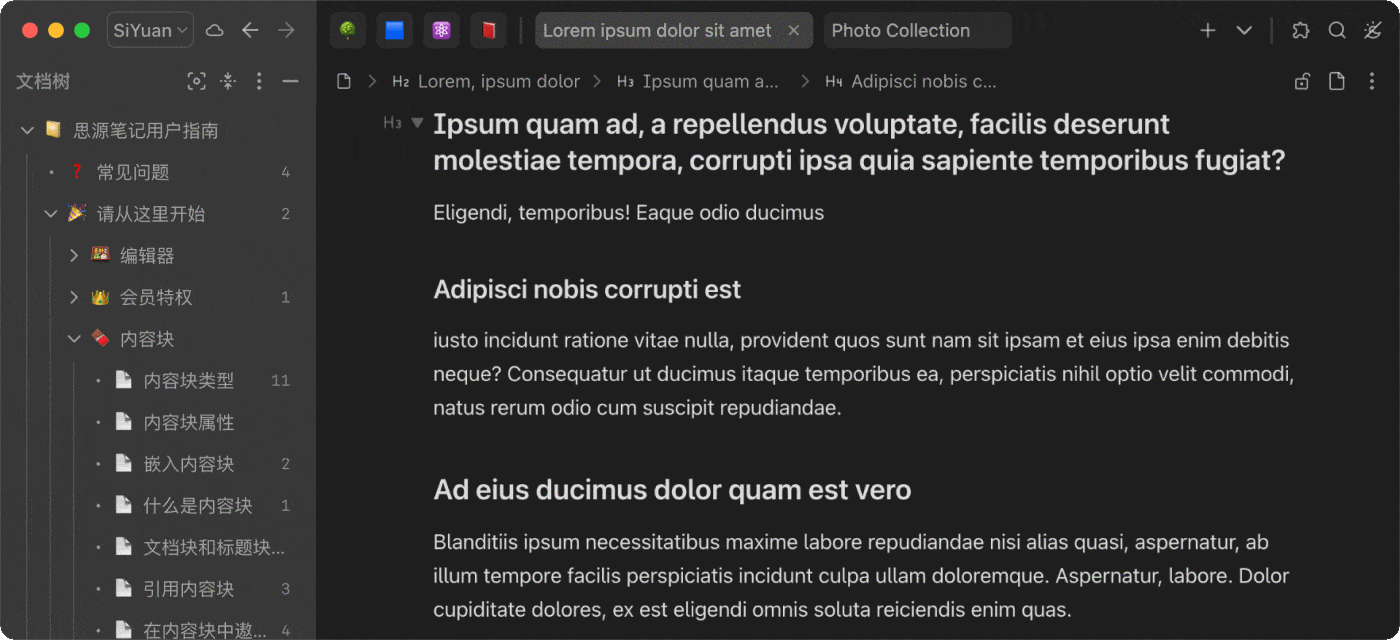 SiYuan
Lorem ipsum dolor sit amet
Photo Collection
文档树
思源笔记用户指南
常见问题 4
请从这里开始 2
编辑器
会员特权 1
内容块
内容块类型 11
内容块属性
嵌入内容块 2
什么是内容块 1
文档块和标题块...
引用内容块 3
在内容块中遨... 4
H2 Lorem, ipsum dolor
H3 Ipsum quam a...
H4 Adipisci nobis c...
H3 Ipsum quam ad, a repellendus voluptate, facilis deserunt
molestiae tempora, corrupti ipsa quia sapiente temporibus fugiat?
Eligendi, temporibus! Eaque odio ducimus
Adipisci nobis corrupti est
iusto incidunt ratione vitae nulla, provident quos sunt nam sit ipsam et eius ipsa enim debitis
neque? Consequatur ut ducimus itaque temporibus ea, perspiciatis nihil optio velit commodi,
natus rerum odio cum suscipit repudiandae.
Ad eius ducimus dolor quam est vero
Blanditiis ipsum necessitatibus maxime labore repudiandae nisi alias quasi, aspernatur, ab
illum tempore facilis perspiciatis incidunt culpa ullam doloremque. Aspernatur, labore. Dolor
cupiditate dolores, ex est eligendi omnis soluta reiciendis enim quas.